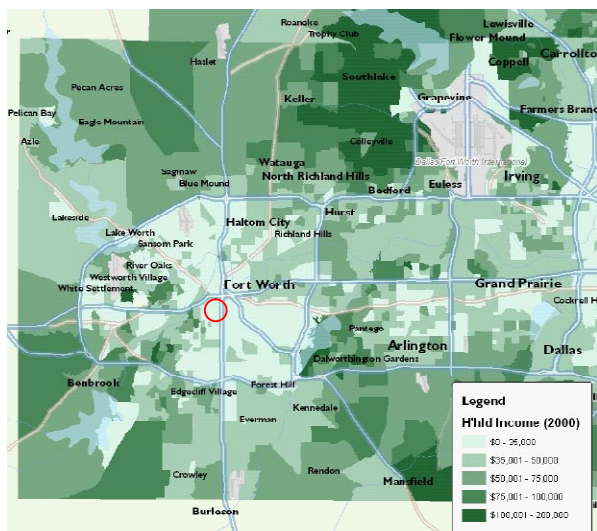 Roanoke
Trophy Club
Lewisville
Flower Mound
Haslet
Coppell
Carrollto
Southlake
Pecan Acres
Keller
Grapevine
Pelican Bay
Eagle Mountain
Farmers Branc
Azle
Colleyville
Watauga
Dallas/Fort Worth International
Saginaw
North Richland Hills
Blue Mound
Bedford
Euless
Irving
Lakeside
Haltom City
Hurst
Lake Worth
Richland Hills
Sansom Park
River Oaks
Westworth Village
White Settlement
Fort Worth
Grand Prairie
Cockrell H
Pantego
Arlington
Dallas
Dalworthington Gardens
Benbrook
Edgecliff Village
Forest Hill
Kennedale
Everman
Crowley
Rendon
Mansfield
Burleson
Legend
H'hld Income (2000)
$0 - 35,000
$35,001 - 50,000
$50,001 - 75,000
$75,001 - 100,000
$100,001 - 200,000